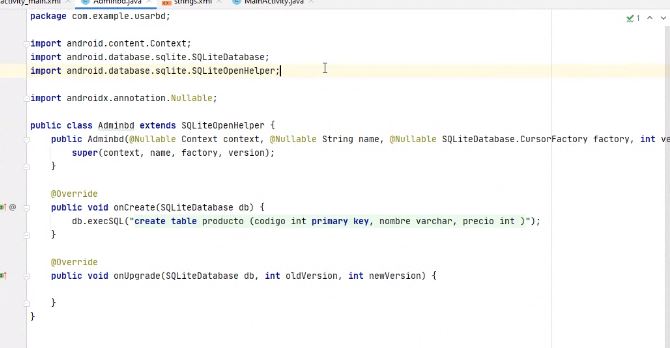 activity_main.xml Adminbd.java strings.xml MainActivity.java
package com.example.usarbd;
1
import android.content.Context;
import android.database.sqlite.SQLiteDatabase;
import android.database.sqlite.SQLiteOpenHelper;
import androidx.annotation.Nullable;
public class Adminbd extends SQLiteOpenHelper {
public Adminbd(@Nullable Context context, @Nullable String name, @Nullable SQLiteDatabase.CursorFactory factory, int ve
super(context, name, factory, version);
}
@Override
public void onCreate(SQLiteDatabase db) {
db.execSQL("create table producto (codigo int primary key, nombre varchar, precio int )");
}
@Override
public void onUpgrade(SQLiteDatabase db, int oldVersion, int newVersion) {
}
}